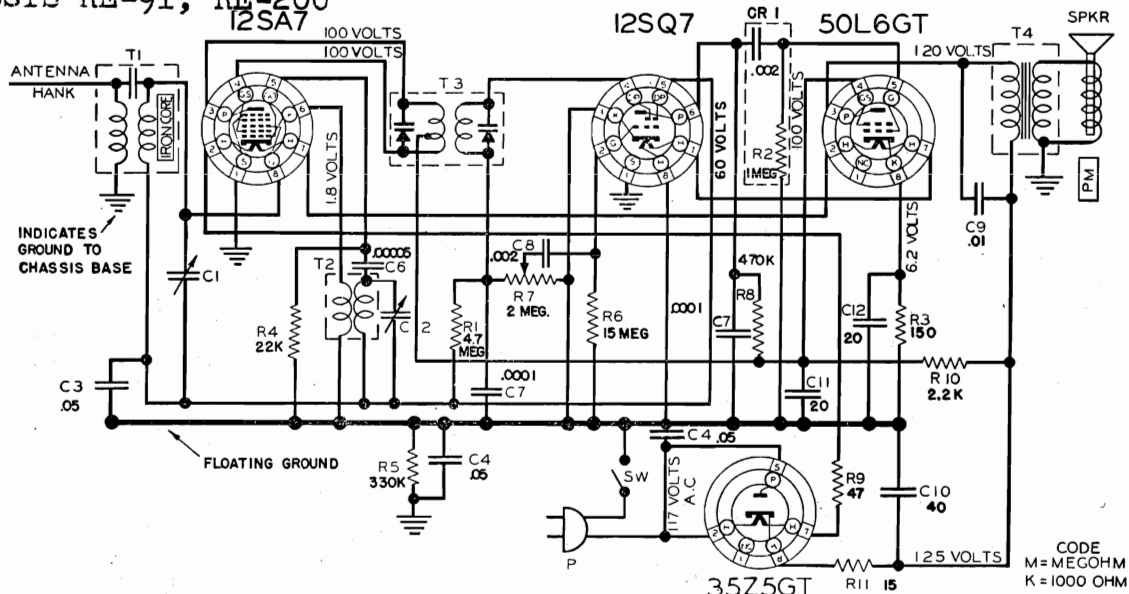 RE-91, RE-200
12SA7
12SQ7
CR 1
50L6GT
T4
SPKR
T1
100 VOLTS
100 VOLTS
.002
120 VOLTS
ANTENNA
HANK
IRON CORE
T3
60 VOLTS
R2
1 MEG
100 VOLTS
PM
1.8 VOLTS
6.2 VOLTS
C9
.01
INDICATES
GROUND TO
CHASSIS BASE
C1
.00005
C6
T2
C8
.002
R7
2 MEG.
470K
R8
R4
22K
C 2
R1
4.7
MEG
R6
15 MEG
.0001
C7
C12
20
R3
150
C3
.05
.0001
C7
C11
20
R10
2.2K
FLOATING GROUND
R5
330K
C4
.05
SW
C4 .05
117 VOLTS
A.C
R9
47
C10
40
P
35Z5GT
R11 15
125 VOLTS
CODE
M=MEGOHM
K=1000 OHM